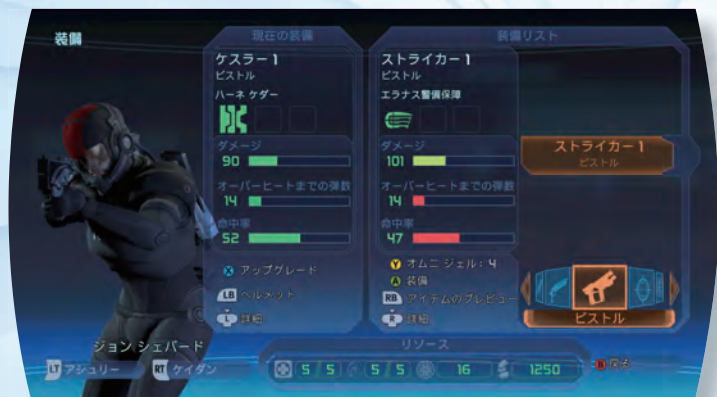 装備
現在の装備
ケスラー 1
ピストル
ハーネ ケダー
ダメージ
90
オーバーヒートまでの弾数
14
命中率
52
X アップグレード
LB ヘルメット
L 詳細
装備リスト
ストライカー 1
ピストル
エラナス警備保障
ダメージ
101
オーバーヒートまでの弾数
14
命中率
47
Y オムニ ジェル: 4
A 装備
RB アイテムのプレビュー
R 詳細
ストライカー 1
ピストル
ピストル
ジョン シェパード
LT アシュリー RT ケイダン
リソース
5 / 5 5 / 5 16 1250
B 戻る